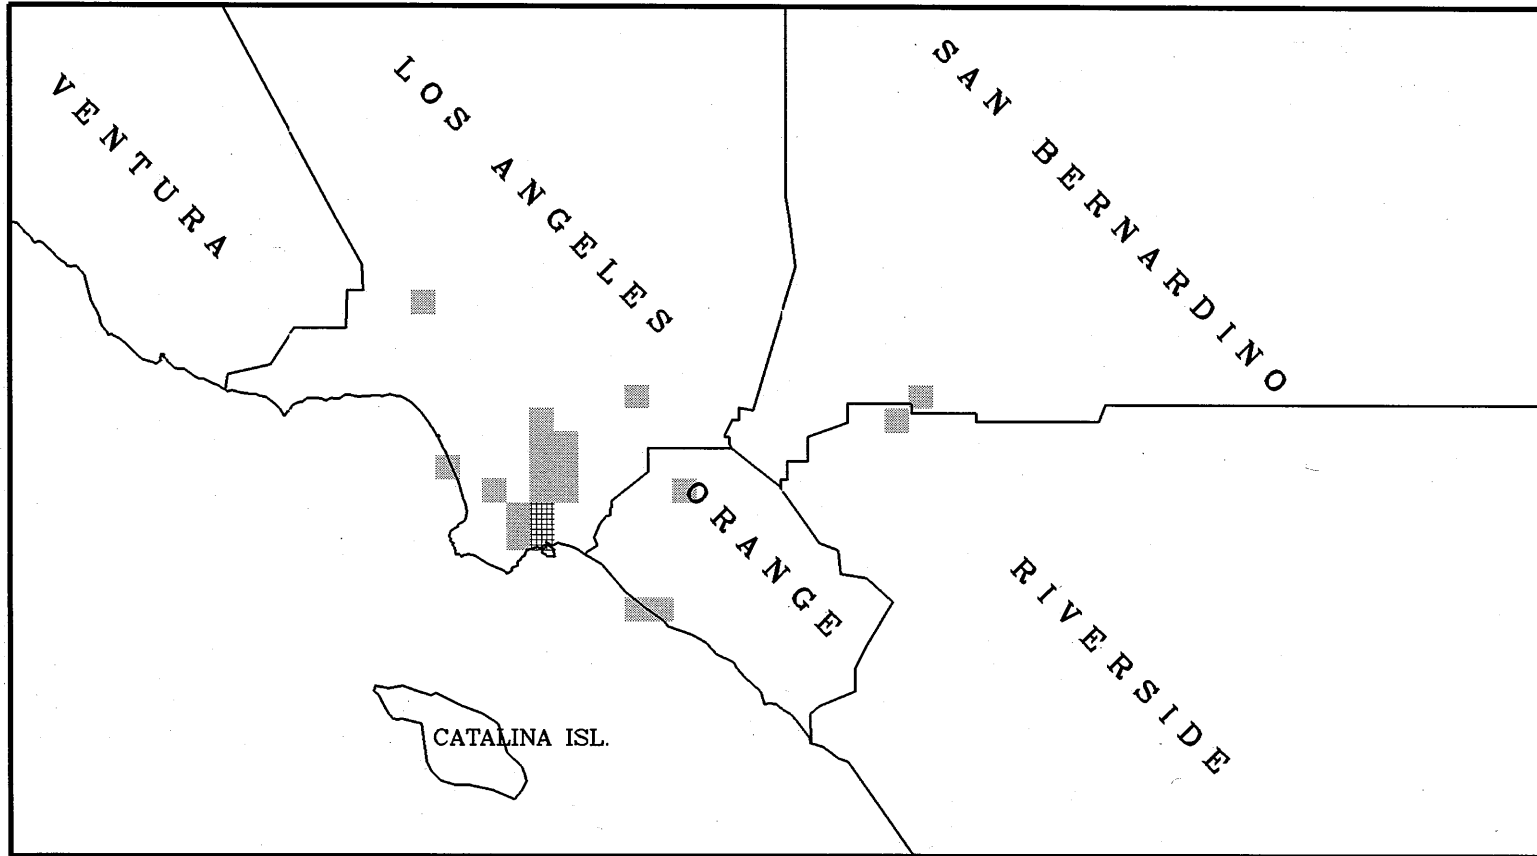 VENTURA
LOS ANGELES
SAN BERNARDINO
ORANGE
RIVERSIDE
CATALINA ISL.